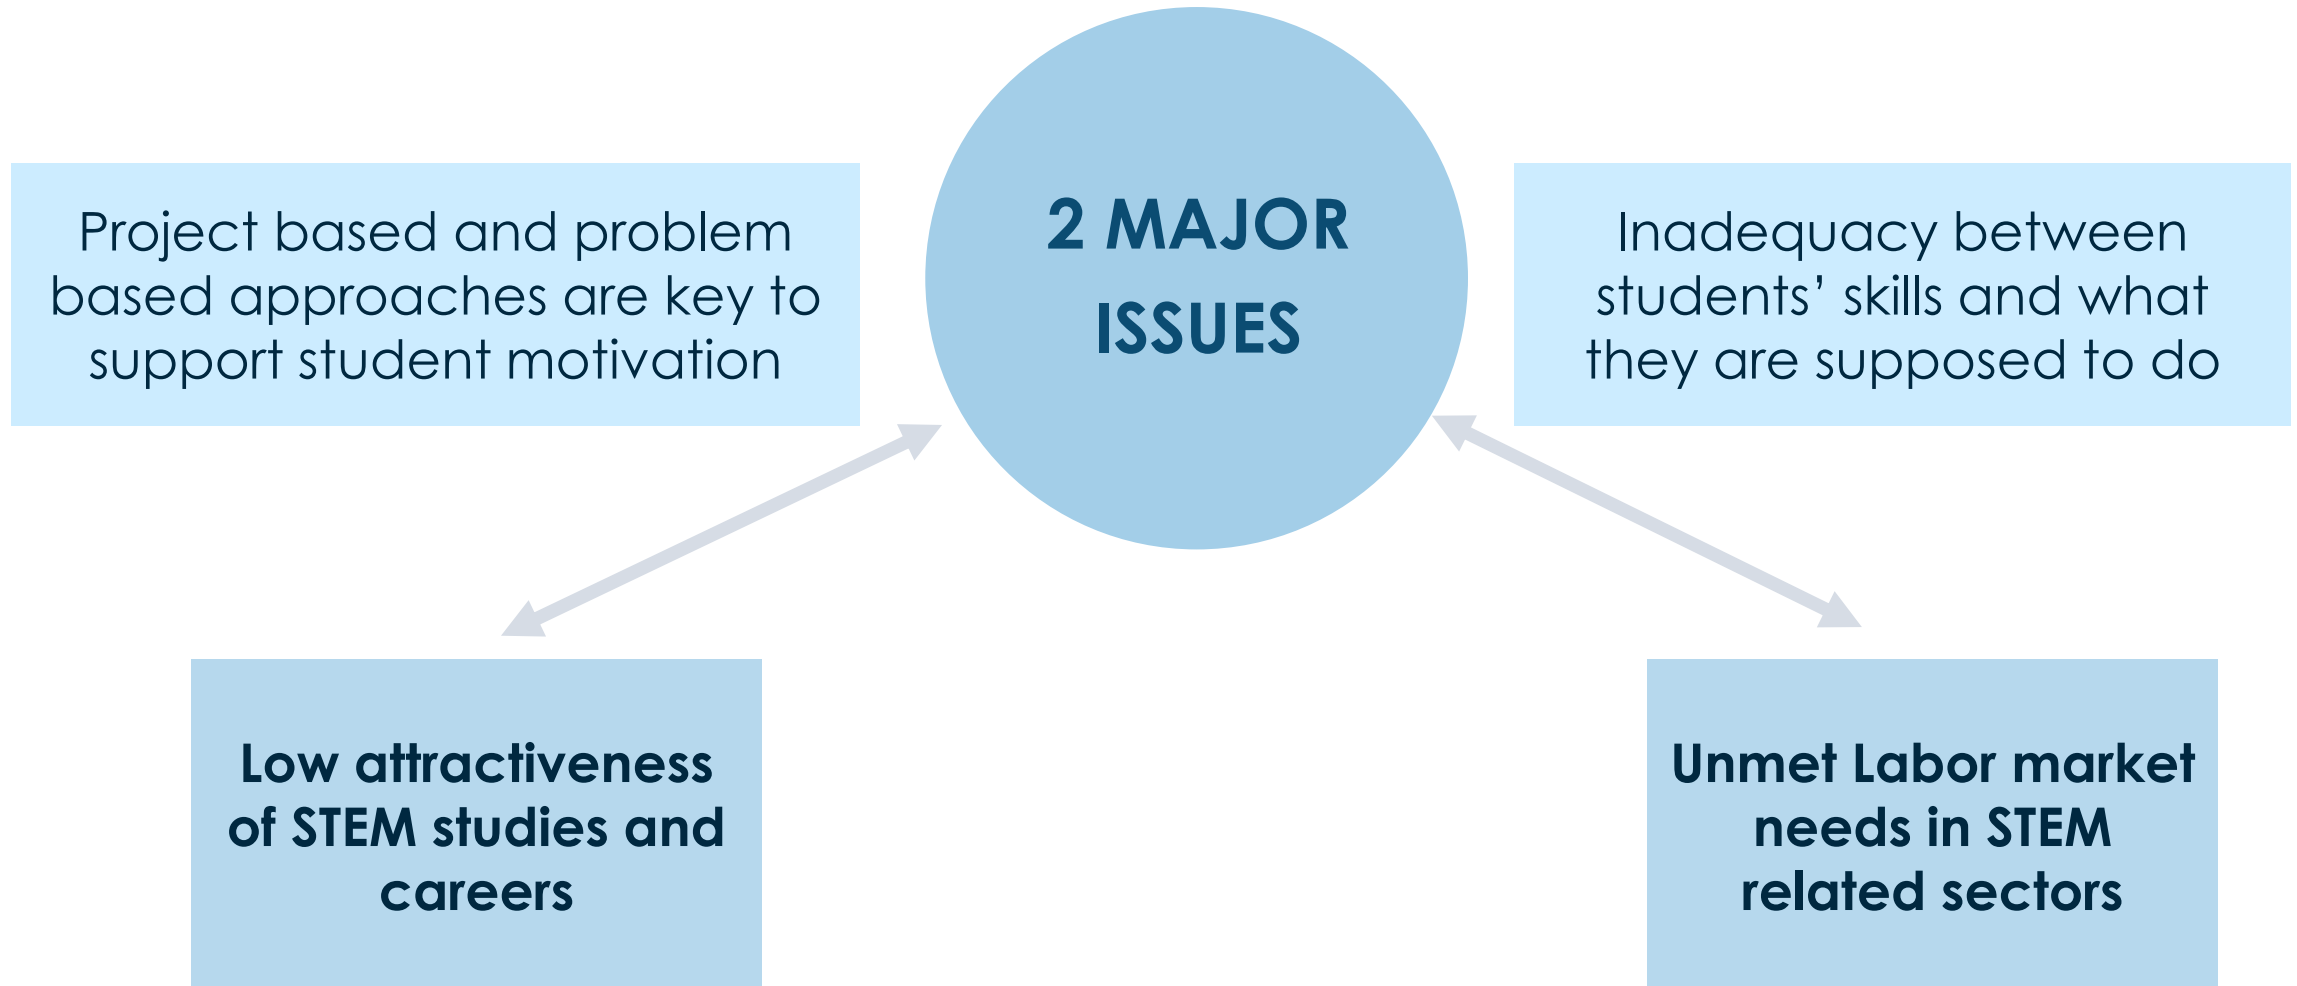 2 MAJOR
ISSUES
Project based and problem
based approaches are key to
support student motivation
Inadequacy between
students’ skills and what
they are supposed to do
Low attractiveness
of STEM studies and
careers
Unmet Labor market
needs in STEM
related sectors